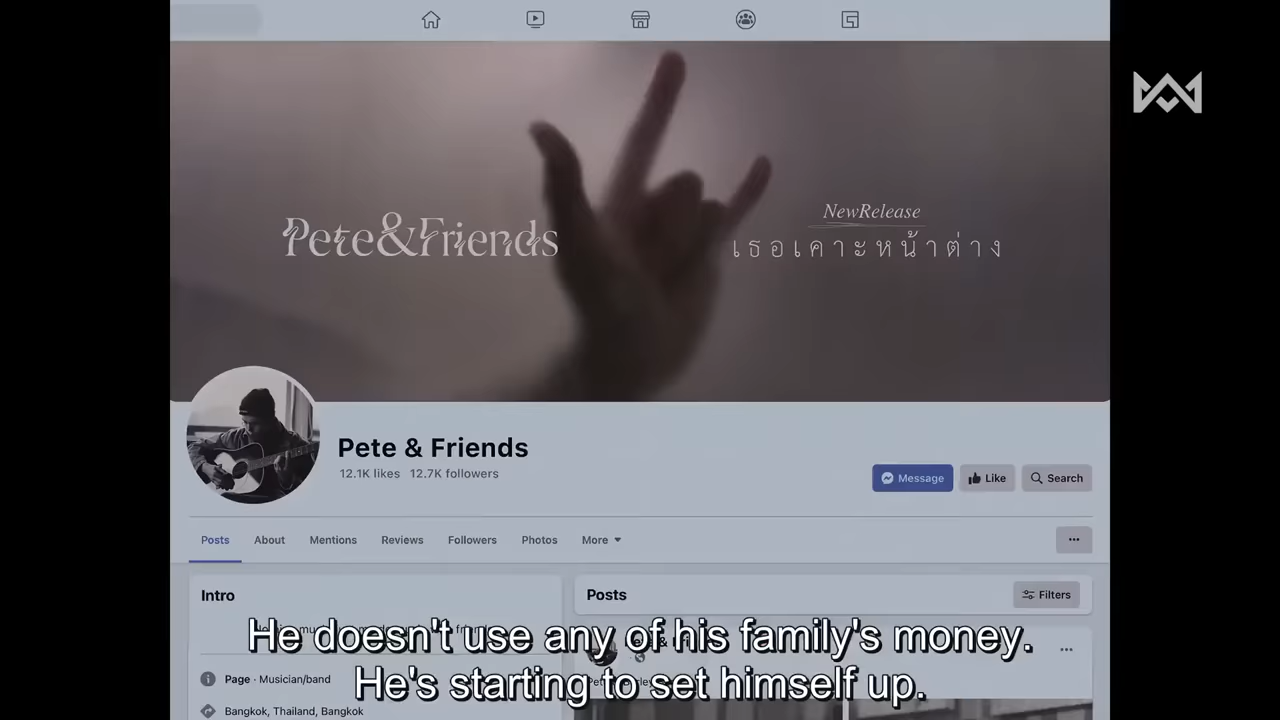 Pete&Friends
NewRelease
เธอเคาะหน้าต่าง
Pete & Friends
12.1K likes 12.7K followers
Message
Like
Search
Posts
About
Mentions
Reviews
Followers
Photos
More
Intro
Page · Musician/band
Bangkok, Thailand, Bangkok
Posts
Filters
He doesn't use any of his family's money.
He's starting to set himself up.